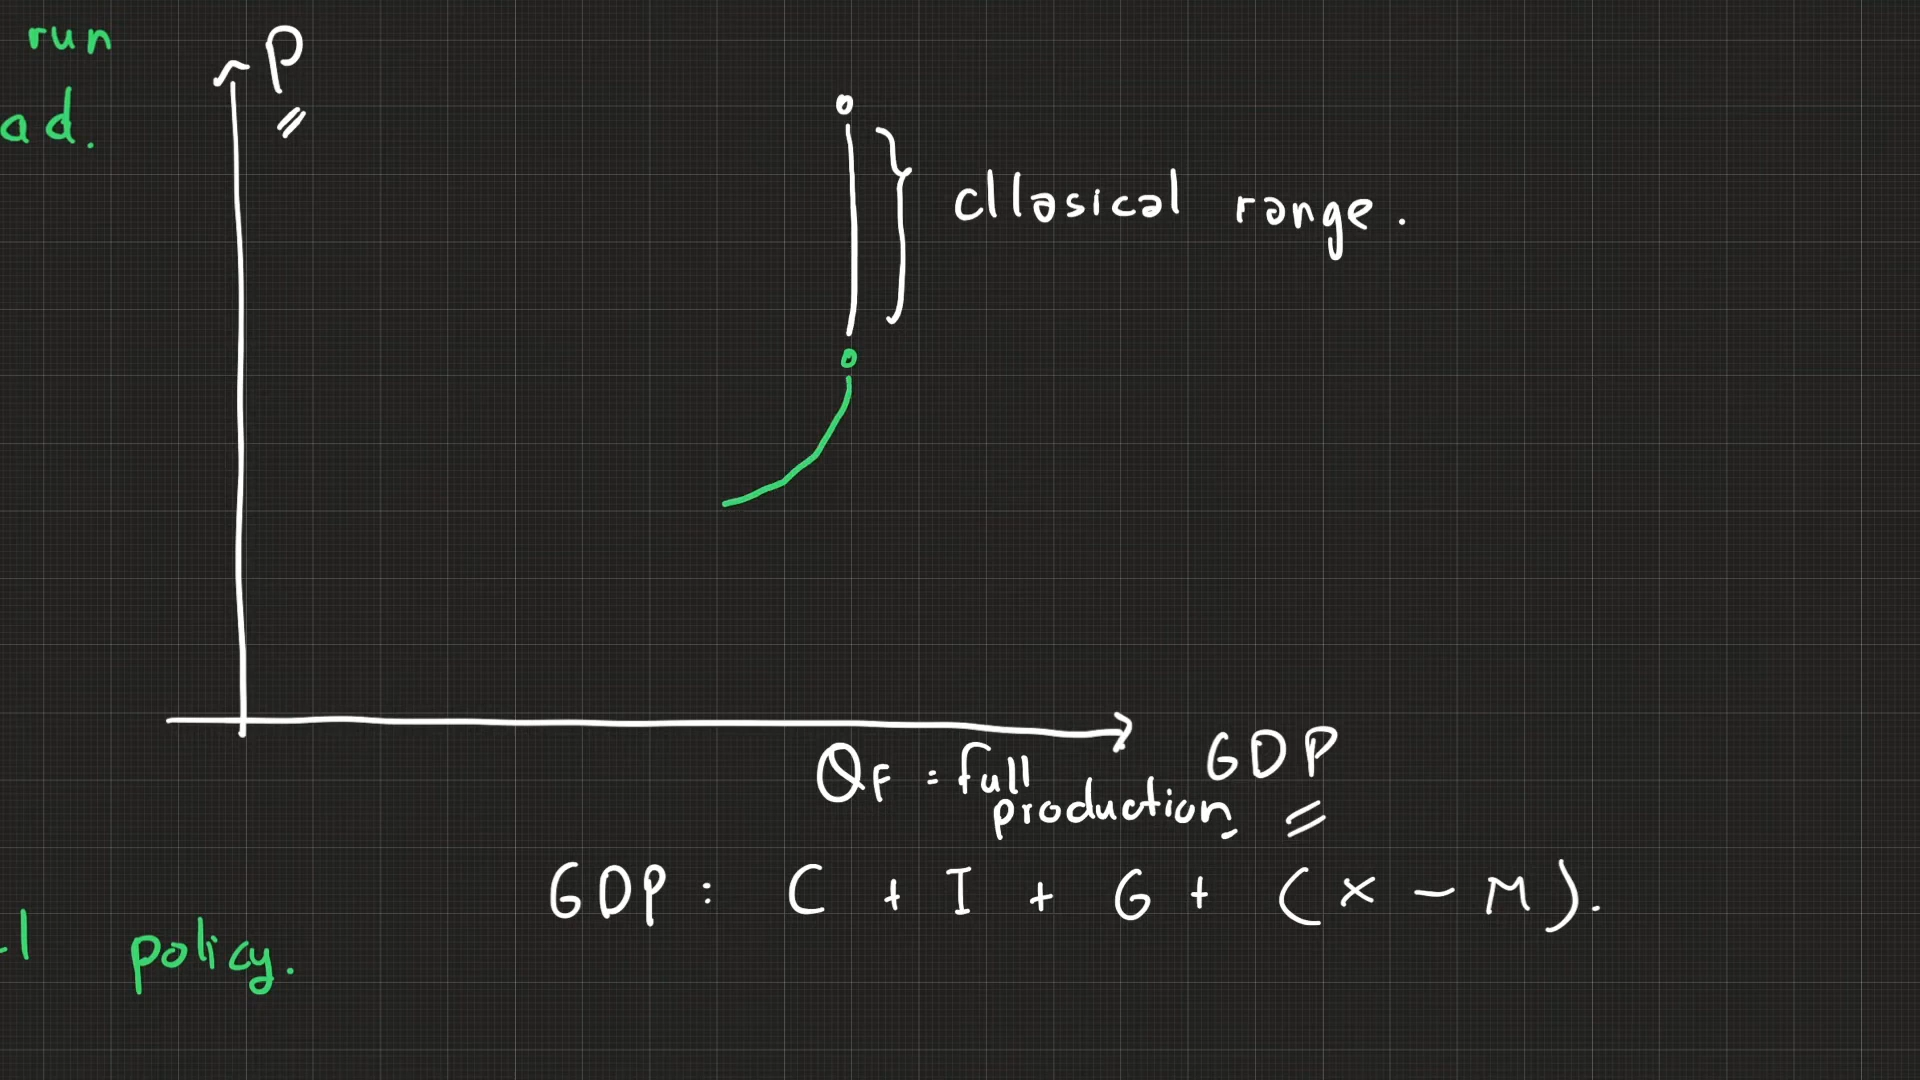 run
P
ad.
cllasical range.
QF = full production.
GDP
GDP: C + I + G + (X - M).
policy.